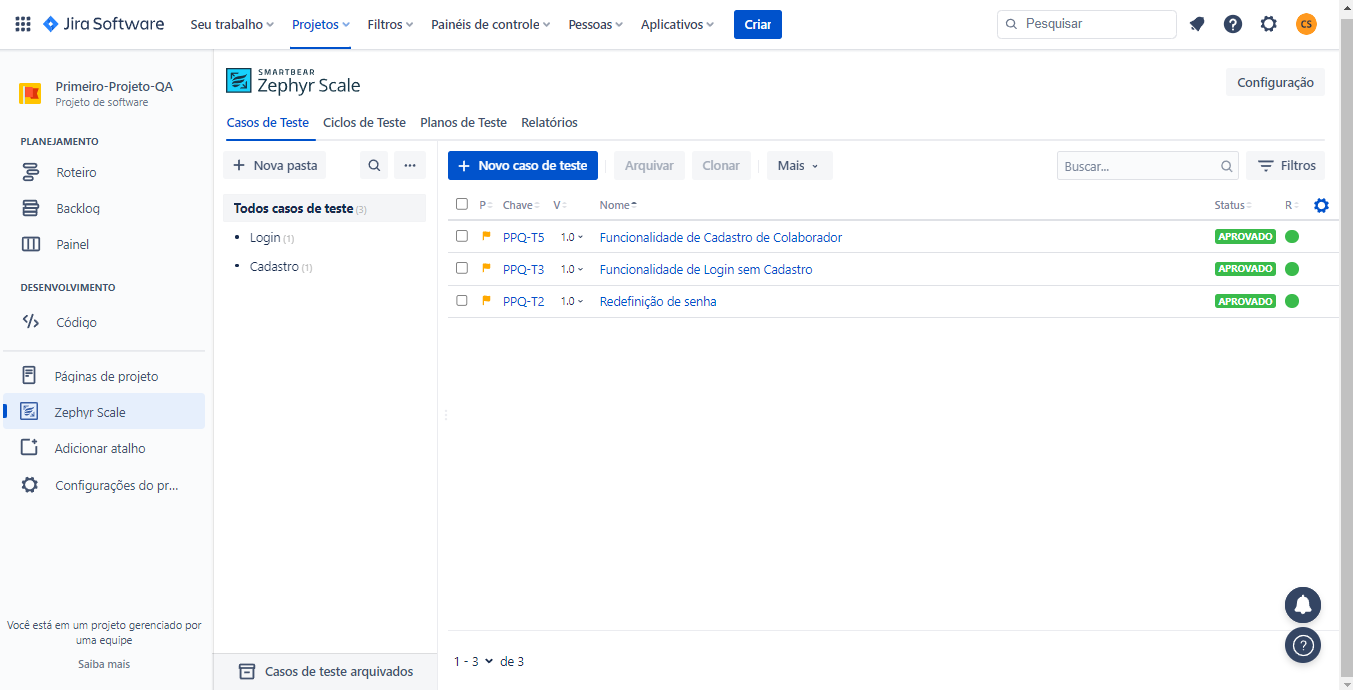 Jira Software Seu trabalho Projetos Filtros Painéis de controle Pessoas Aplicativos Criar Pesquisar CS
Primeiro-Projeto-QA
Projeto de software
PLANEJAMENTO
Roteiro
Backlog
Painel
DESENVOLVIMENTO
Código
Páginas de projeto
Zephyr Scale
Adicionar atalho
Configurações do pr...
Você está em um projeto gerenciado por
uma equipe
Saiba mais
SMARTBEAR
Zephyr Scale
Configuração
Casos de Teste Ciclos de Teste Planos de Teste Relatórios
+ Nova pasta ...
Todos casos de teste (3)
• Login (1)
• Cadastro (1)
Casos de teste arquivados
+ Novo caso de teste Arquivar Clonar Mais Buscar... Filtros
P Chave V Nome Status R
PPQ-T5 1.0 Funcionalidade de Cadastro de Colaborador APROVADO
PPQ-T3 1.0 Funcionalidade de Login sem Cadastro APROVADO
PPQ-T2 1.0 Redefinição de senha APROVADO
1 - 3 de 3